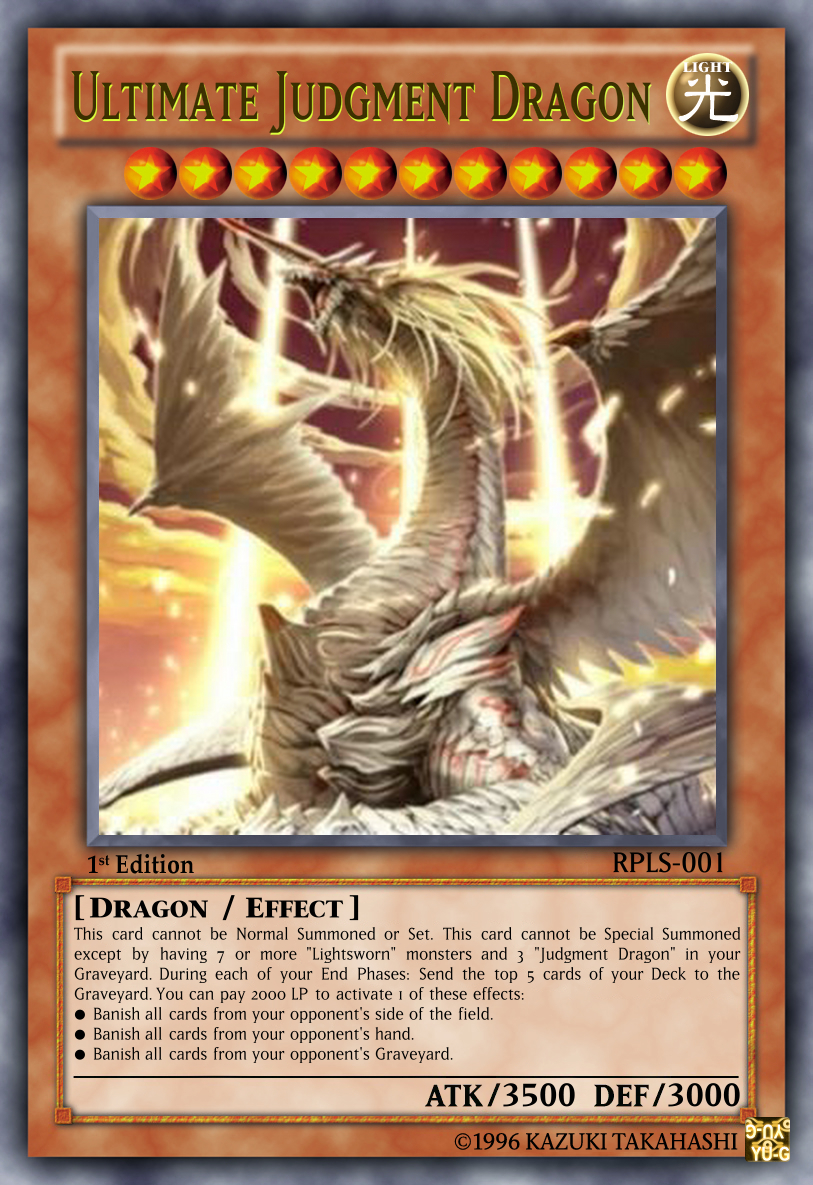 ULTIMATE JUDGMENT DRAGON
LIGHT
光
1st Edition
RPLS-001
[ DRAGON / EFFECT ]
This card cannot be Normal Summoned or Set. This card cannot be Special Summoned
except by having 7 or more "Lightsworn" monsters and 3 "Judgment Dragon" in your
Graveyard. During each of your End Phases: Send the top 5 cards of your Deck to the
Graveyard. You can pay 2000 LP to activate 1 of these effects:
● Banish all cards from your opponent's side of the field.
● Banish all cards from your opponent's hand.
● Banish all cards from your opponent's Graveyard.
ATK/3500 DEF/3000
©1996 KAZUKI TAKAHASHI